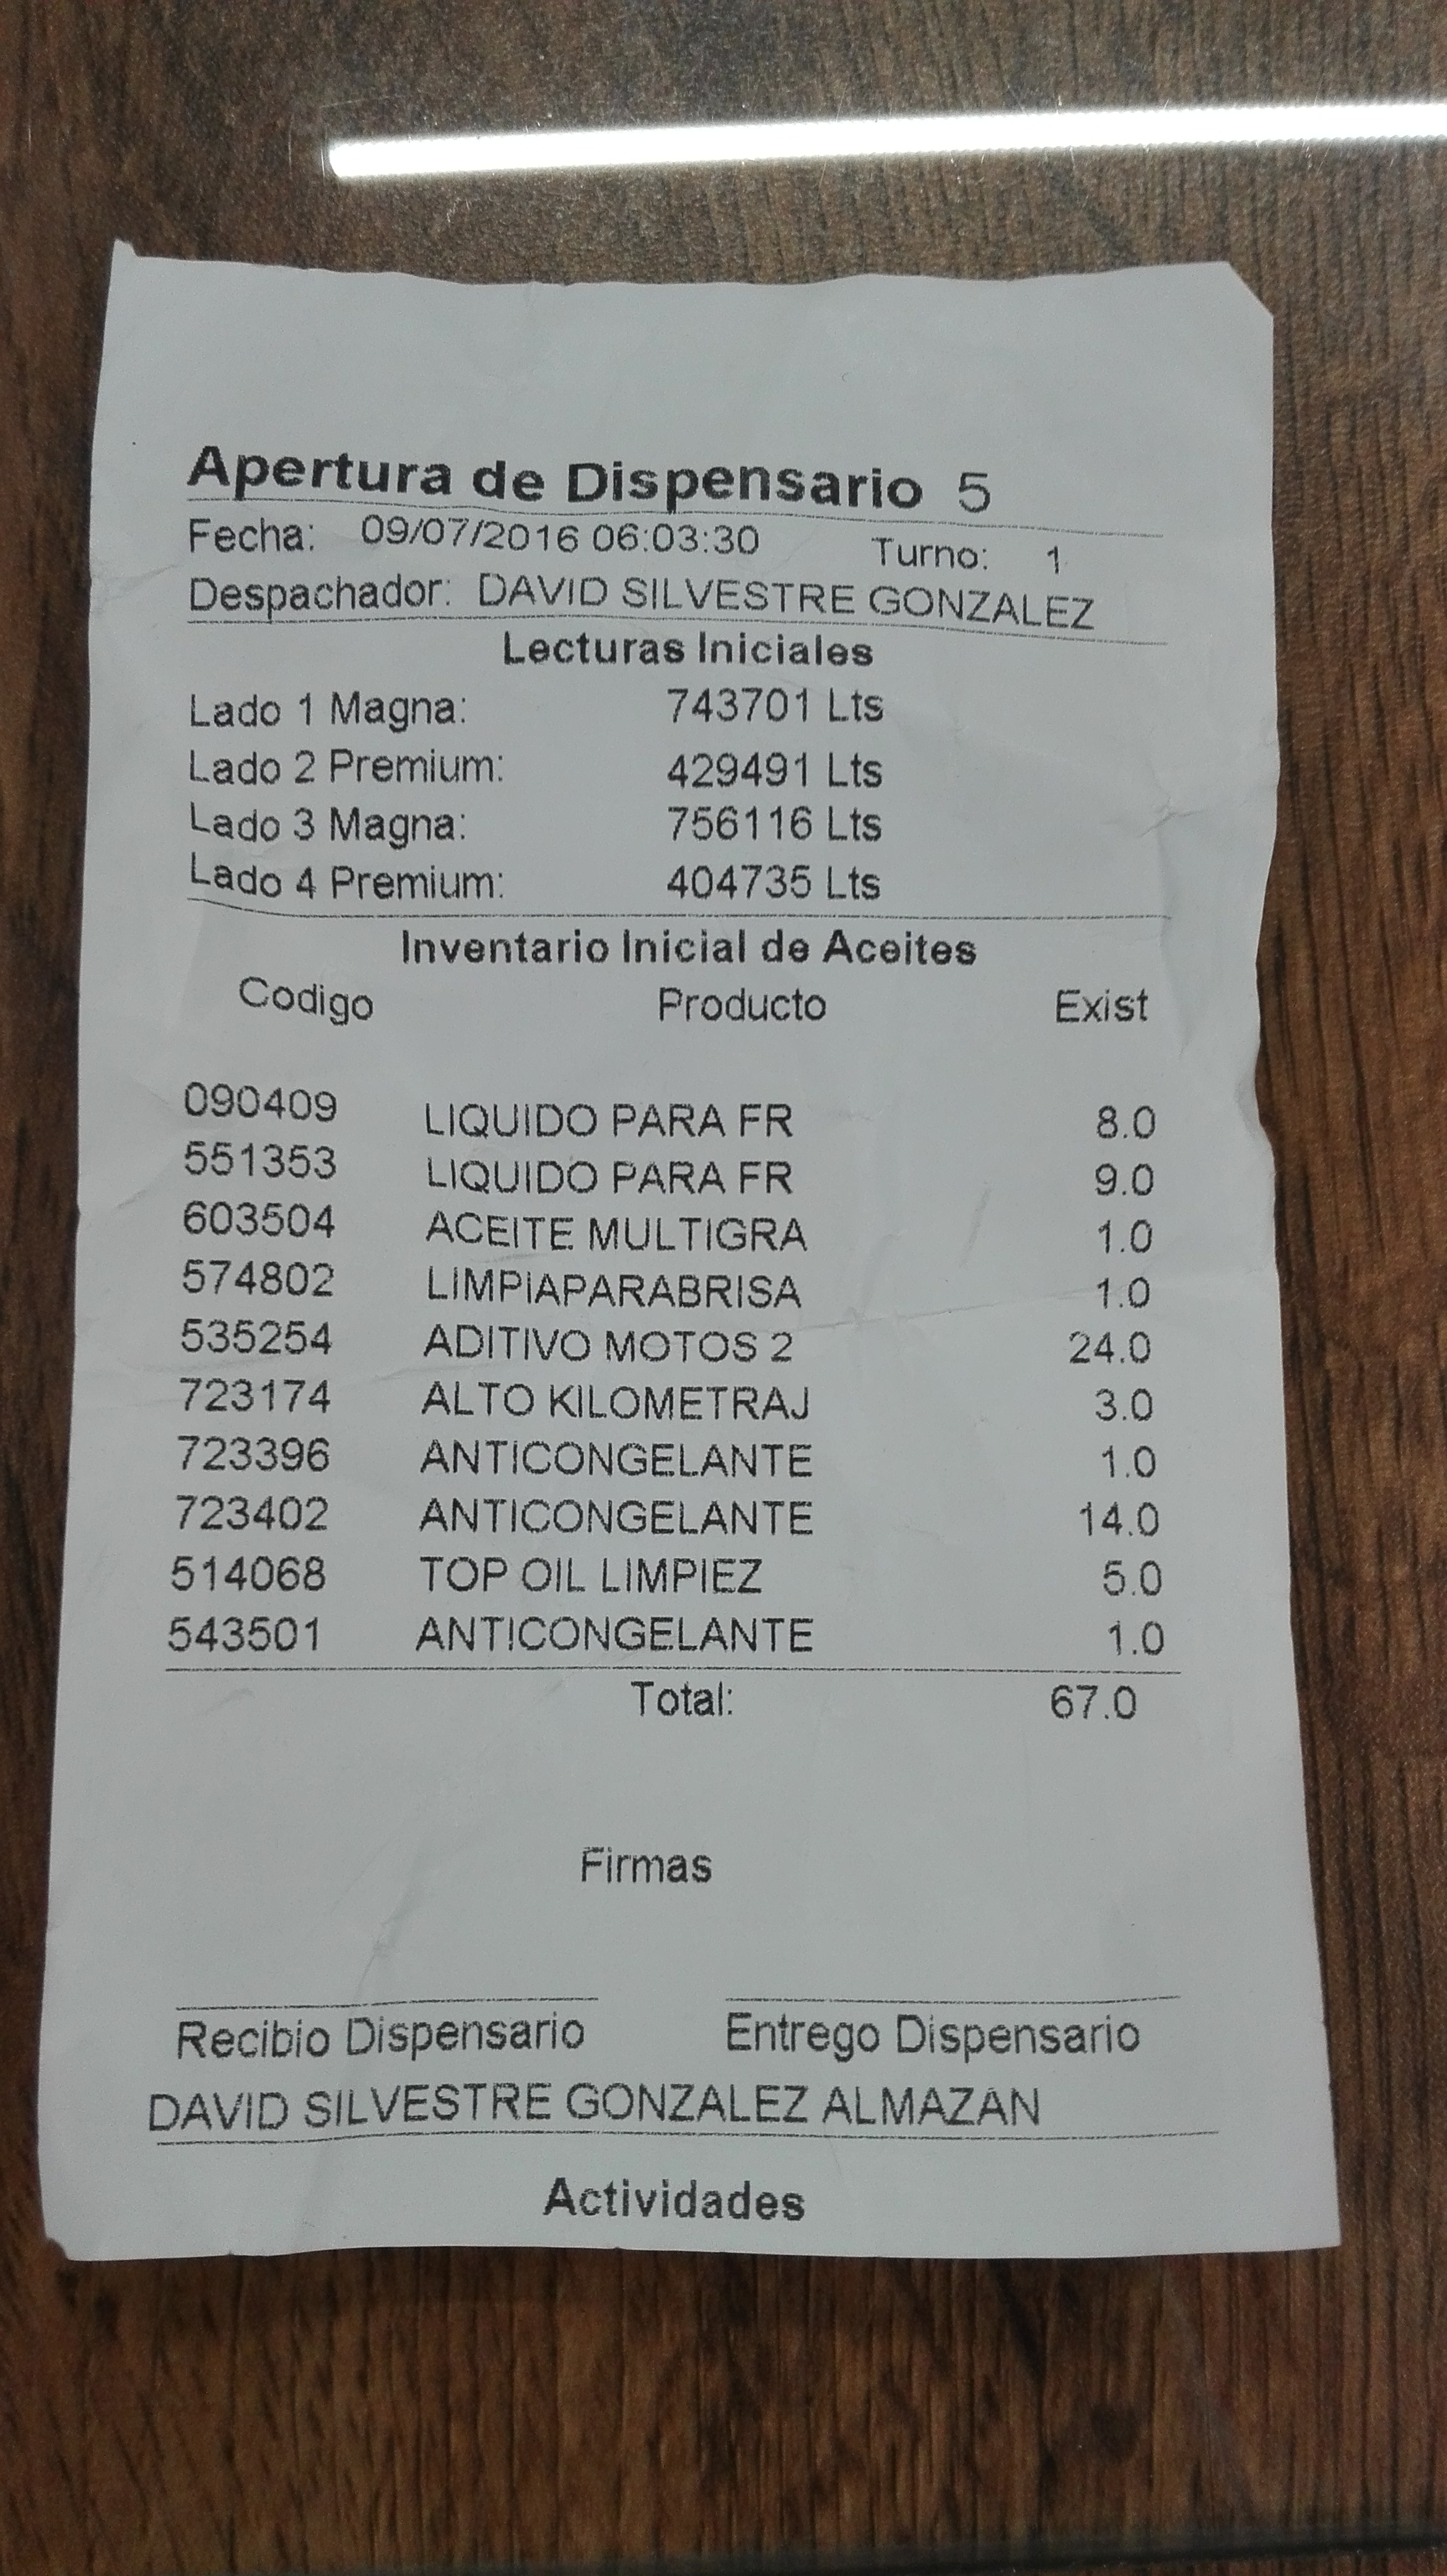 Apertura de Dispensario 5
Fecha: 09/07/2016 06:03:30 Turno: 1
Despachador: DAVID SILVESTRE GONZALEZ
Lecturas Iniciales
Lado 1 Magna: 743701 Lts
Lado 2 Premium: 429491 Lts
Lado 3 Magna: 756116 Lts
Lado 4 Premium: 404735 Lts
Inventario Inicial de Aceites
Codigo Producto Exist
090409 LIQUIDO PARA FR 8.0
551353 LIQUIDO PARA FR 9.0
603504 ACEITE MULTIGRA 1.0
574802 LIMPIAPARABRISA 1.0
535254 ADITIVO MOTOS 2 24.0
723174 ALTO KILOMETRAJ 3.0
723396 ANTICONGELANTE 1.0
723402 ANTICONGELANTE 14.0
514068 TOP OIL LIMPIEZ 5.0
543501 ANTICONGELANTE 1.0
Total: 67.0
Firmas
Recibio Dispensario Entrego Dispensario
DAVID SILVESTRE GONZALEZ ALMAZAN
Actividades